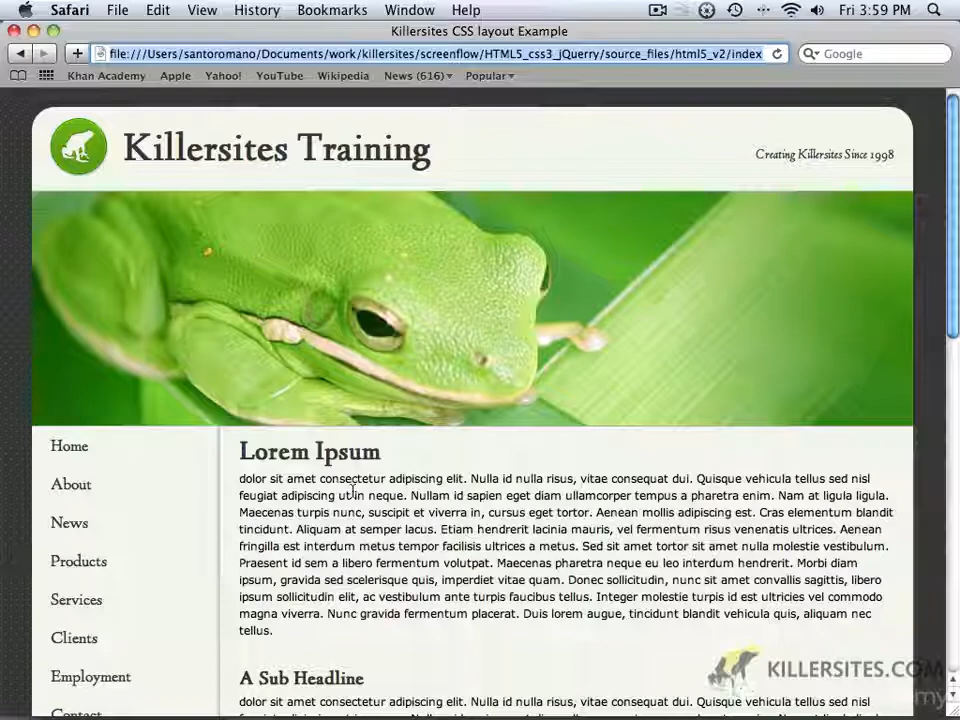 Safari File Edit View History Bookmarks Window Help Fri 3:59 PM
Killersites CSS layout Example
file:///Users/santoromano/Documents/work/killersites/screenflow/HTML5_css3_jQuerry/source_files/html5_v2/index
Google
Khan Academy Apple Yahoo! YouTube Wikipedia News (616) Popular
Killersites Training
Creating Killersites Since 1998
Home
About
News
Products
Services
Clients
Employment
Contact
Lorem Ipsum
dolor sit amet consectetur adipiscing elit. Nulla id nulla risus, vitae consequat dui. Quisque vehicula tellus sed nisl
feugiat adipiscing ut in neque. Nullam id sapien eget diam ullamcorper tempus a pharetra enim. Nam at ligula ligula.
Maecenas turpis nunc, suscipit et viverra in, cursus eget tortor. Aenean mollis adipiscing est. Cras elementum blandit
tincidunt. Aliquam at semper lacus. Etiam hendrerit lacinia mauris, vel fermentum risus venenatis ultrices. Aenean
fringilla est interdum metus tempor facilisis ultrices a metus. Sed sit amet tortor sit amet nulla molestie vestibulum.
Praesent id sem a libero fermentum volutpat. Maecenas pharetra neque eu leo interdum hendrerit. Morbi diam
ipsum, gravida sed scelerisque quis, imperdiet vitae quam. Donec sollicitudin, nunc sit amet convallis sagittis, libero
ipsum sollicitudin elit, ac vestibulum ante turpis faucibus tellus. Integer molestie turpis id est ultricies vel commodo
magna viverra. Nunc gravida fermentum placerat. Duis lorem augue, tincidunt blandit vehicula quis, aliquam nec
tellus.
A Sub Headline
dolor sit amet, consectetur adipiscing elit. Nulla id nulla risus, vitae consequat dui. Quisque vehicula tellus sed nisl
KILLERSITES.COM